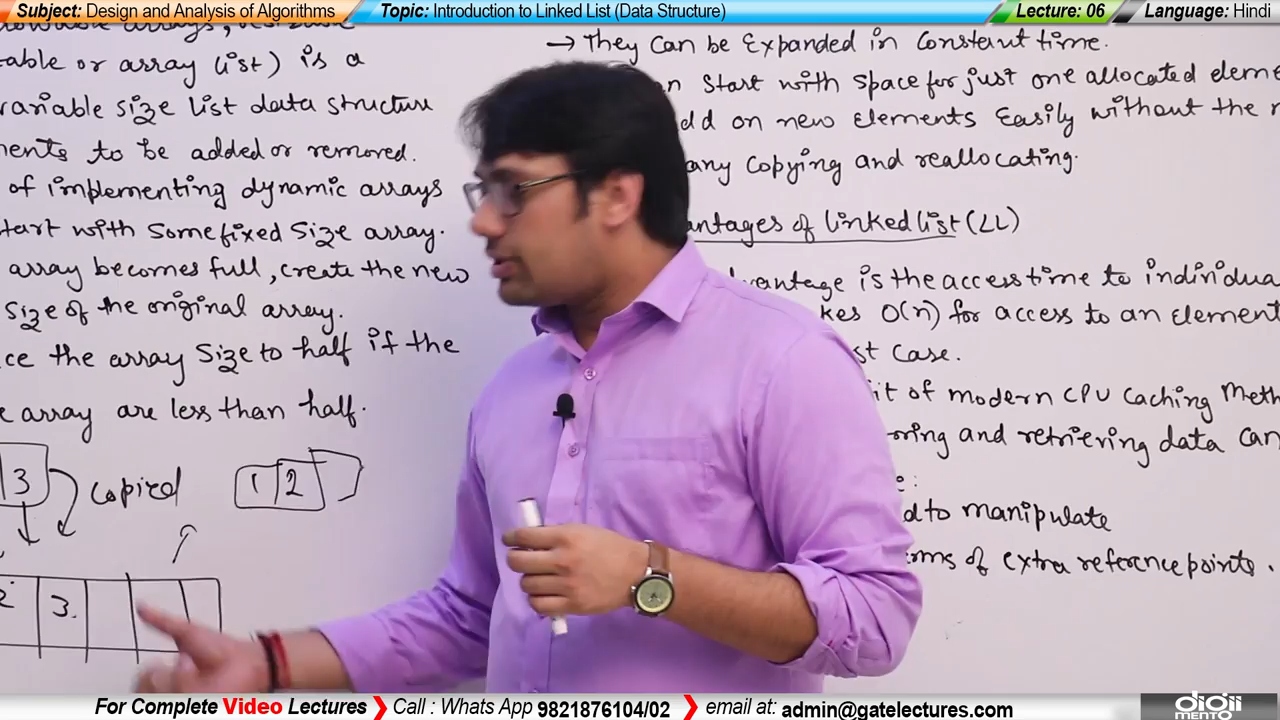 Subject: Design and Analysis of Algorithms Topic: Introduction to Linked List (Data Structure) Lecture: 06 Language: Hindi
table or array list) is a
variable size list data structure
ments to be added or removed.
of implementing dynamic arrays
start with some fixed size array.
array becomes full, create the new
size of the original array.
ce the array size to half if the
e array are less than half.
3 copied 1 2
2 3.
→ They can be Expanded in constant time.
n start with space for just one allocated eleme
dd on new elements Easily without the n
any copying and reallocating.
antages of linked list (LL)
vantage is the access time to individua
kes O(n) for access to an element
st case.
it of modern CPU caching Meth
oring and retrieving data can
:
d to manipulate
rms of extra reference points.
For Complete Video Lectures Call : Whats App 9821876104/02 email at: admin@gatelectures.com
digii
MENTO